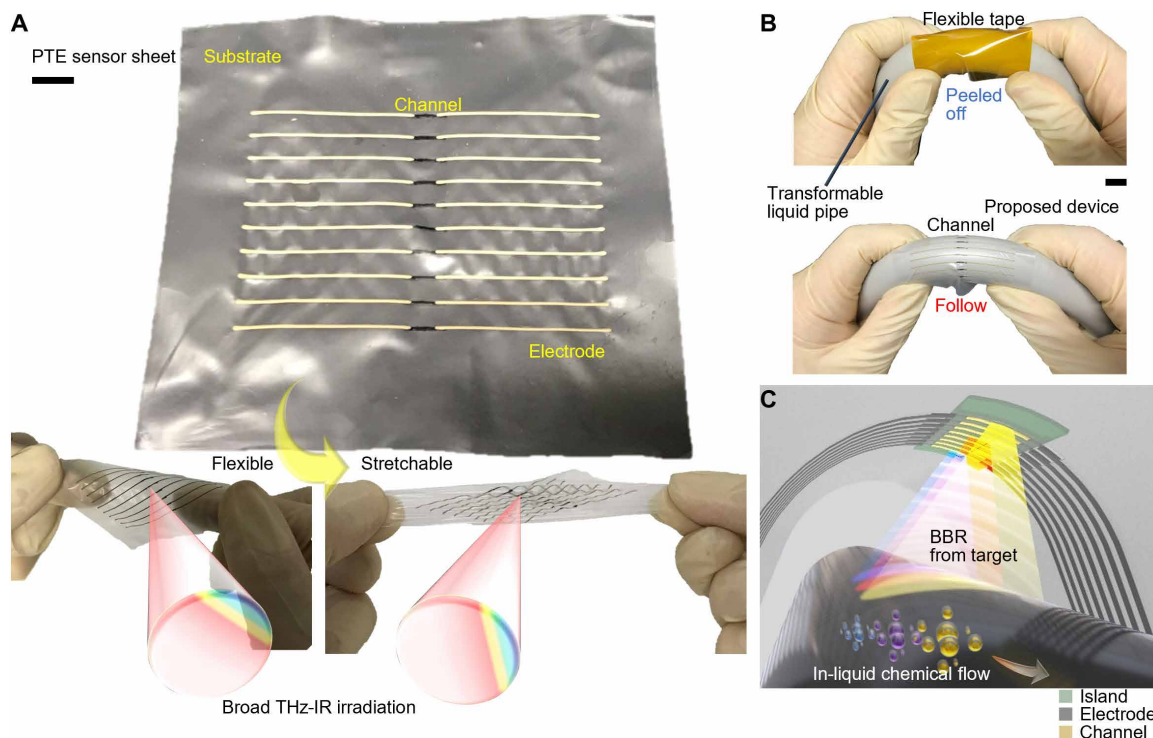 A
PTE sensor sheet
Substrate
Channel
Electrode
Flexible
Stretchable
Broad THz-IR irradiation
B
Flexible tape
Peeled
off
Transformable
liquid pipe
Proposed device
Channel
Follow
C
BBR
from target
In-liquid chemical flow
Island
Electrode
Channel